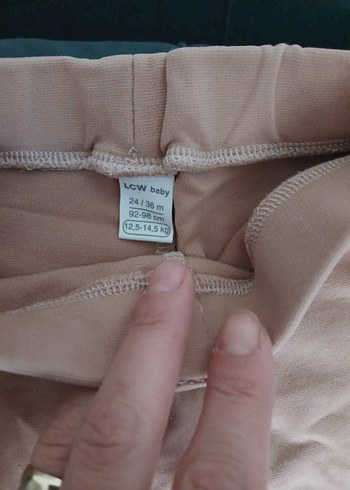 LCW baby
24 / 36 m
92-98 cm
12,5-14,5 kg